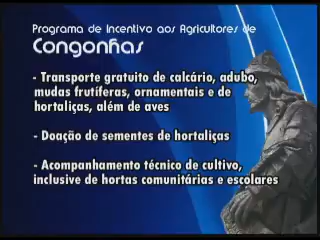 Programa de Incentivo aos Agricultores de
Congonhas
- Transporte gratuito de calcário, adubo,
mudas frutíferas, ornamentais e de
hortaliças, além de aves
- Doação de sementes de hortaliças
- Acompanhamento técnico de cultivo,
inclusive de hortas comunitárias e escolares